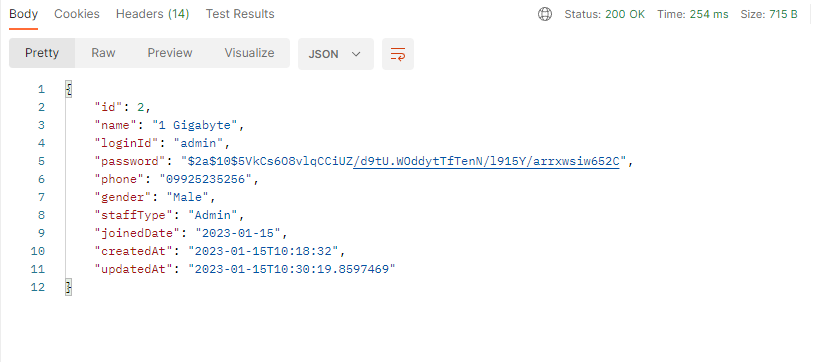 Body Cookies Headers (14) Test Results Status: 200 OK Time: 254 ms Size: 715 B
Pretty Raw Preview Visualize JSON
1 {
2 "id": 2,
3 "name": "1 Gigabyte",
4 "loginId": "admin",
5 "password": "$2a$10$5VkCs6O8vlqCCiUZ/d9tU.WOddytTfTenN/l915Y/arrxwsiw652C",
6 "phone": "09925235256",
7 "gender": "Male",
8 "staffType": "Admin",
9 "joinedDate": "2023-01-15",
10 "createdAt": "2023-01-15T10:18:32",
11 "updatedAt": "2023-01-15T10:30:19.8597469"
12 }